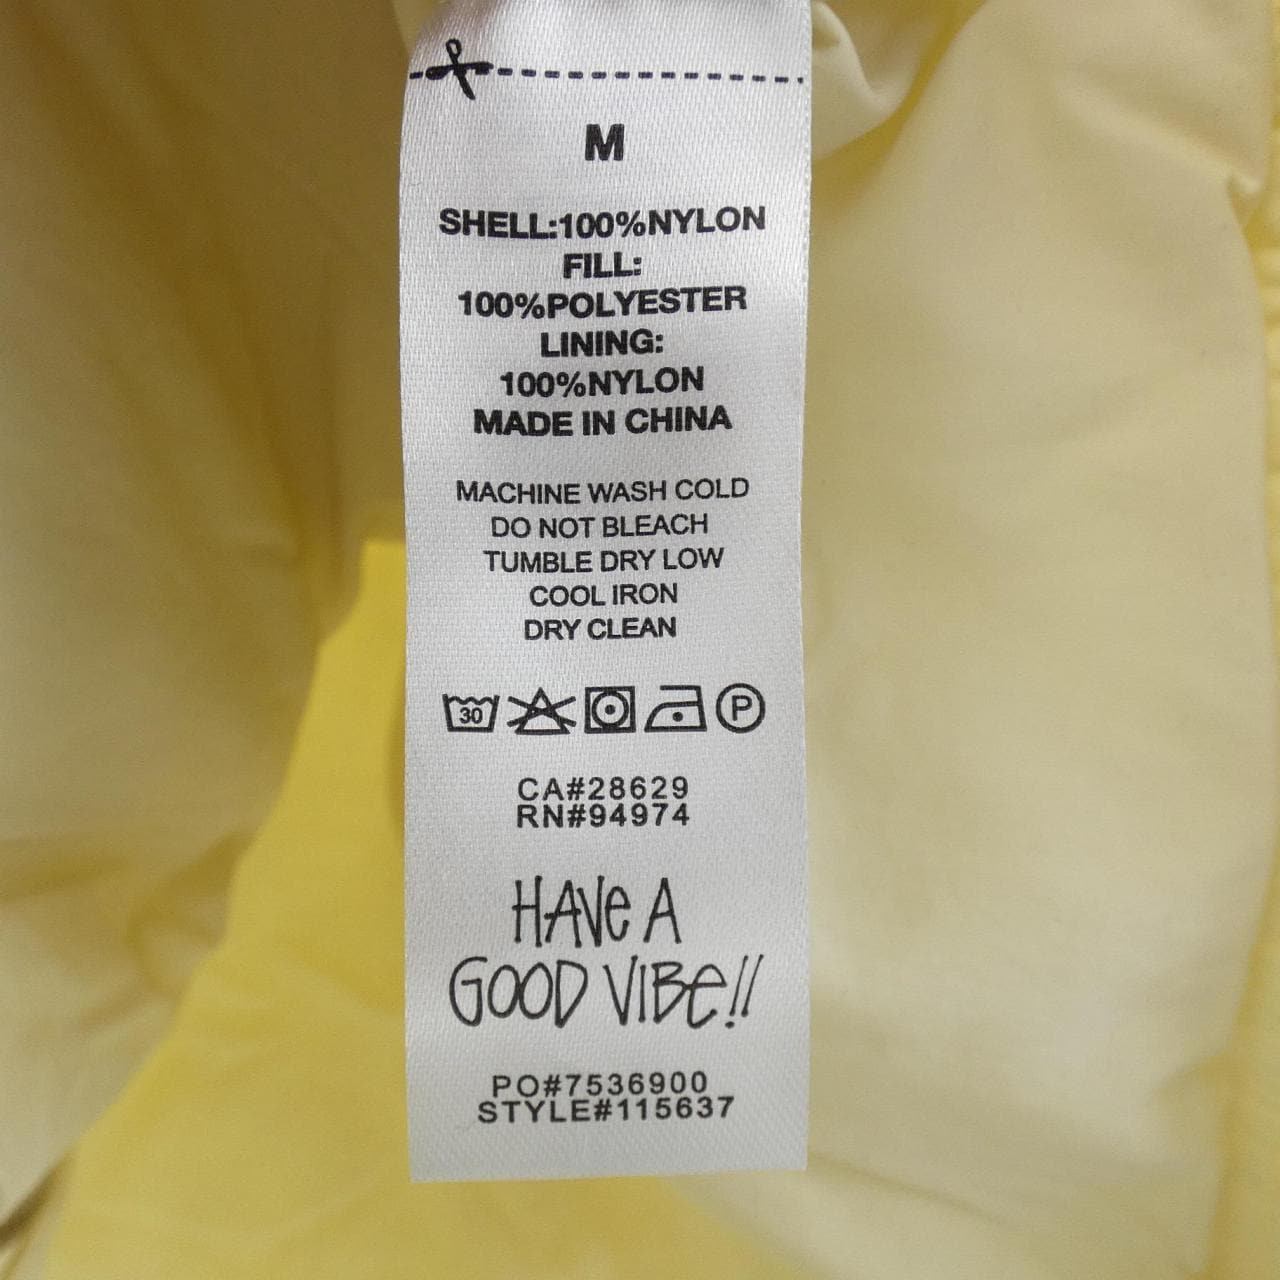 M
SHELL:100%NYLON
FILL:
100%POLYESTER
LINING:
100%NYLON
MADE IN CHINA
MACHINE WASH COLD
DO NOT BLEACH
TUMBLE DRY LOW
COOL IRON
DRY CLEAN
30 P
CA#28629
RN#94974
HAVe A
GOOD VIBe!!
PO#7536900
STYLE#115637